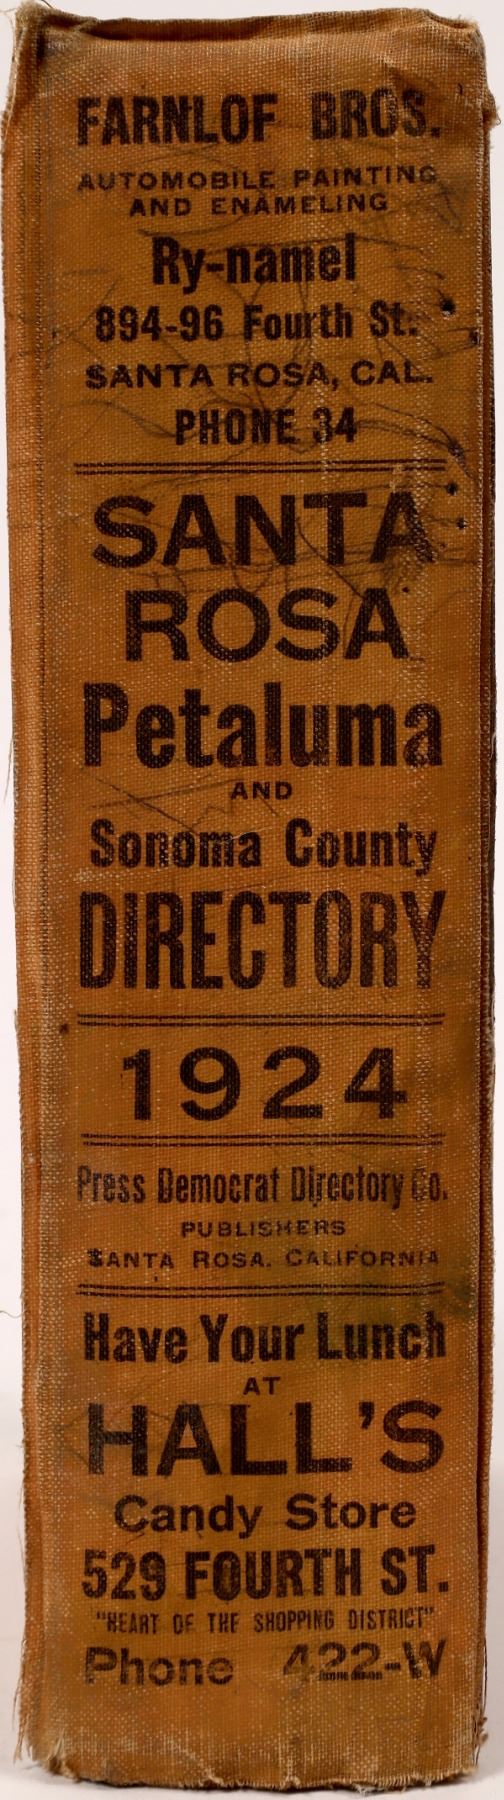 FARNLOF BROS.
AUTOMOBILE PAINTING
AND ENAMELING
Ry-namel
894-96 Fourth St.
SANTA ROSA, CAL.
PHONE 34
SANTA
ROSA
Petaluma
AND
Sonoma County
DIRECTORY
1924
Press Democrat Directory Co.
PUBLISHERS
SANTA ROSA, CALIFORNIA
Have Your Lunch
AT
HALL'S
Candy Store
529 FOURTH ST.
"HEART OF THE SHOPPING DISTRICT"
Phone 422-W